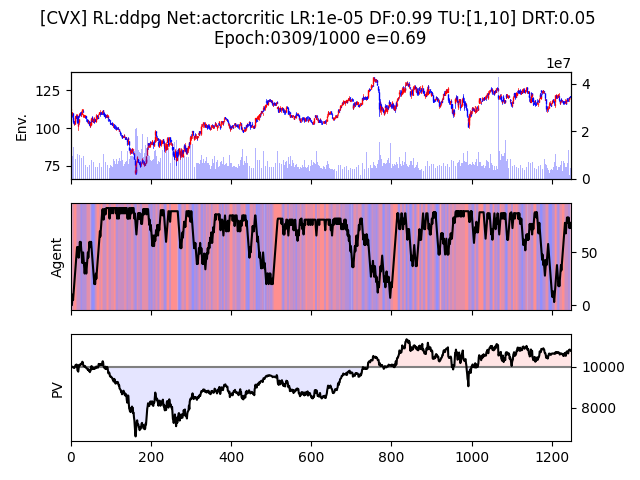 [CVX] RL:ddpg Net:actorcritic LR:1e-05 DF:0.99 TU:[1,10] DRT:0.05
Epoch:0309/1000 e=0.69
1e7
125
100
75
Env.
4
2
0
Agent
50
0
PV
10000
8000
0 200 400 600 800 1000 1200